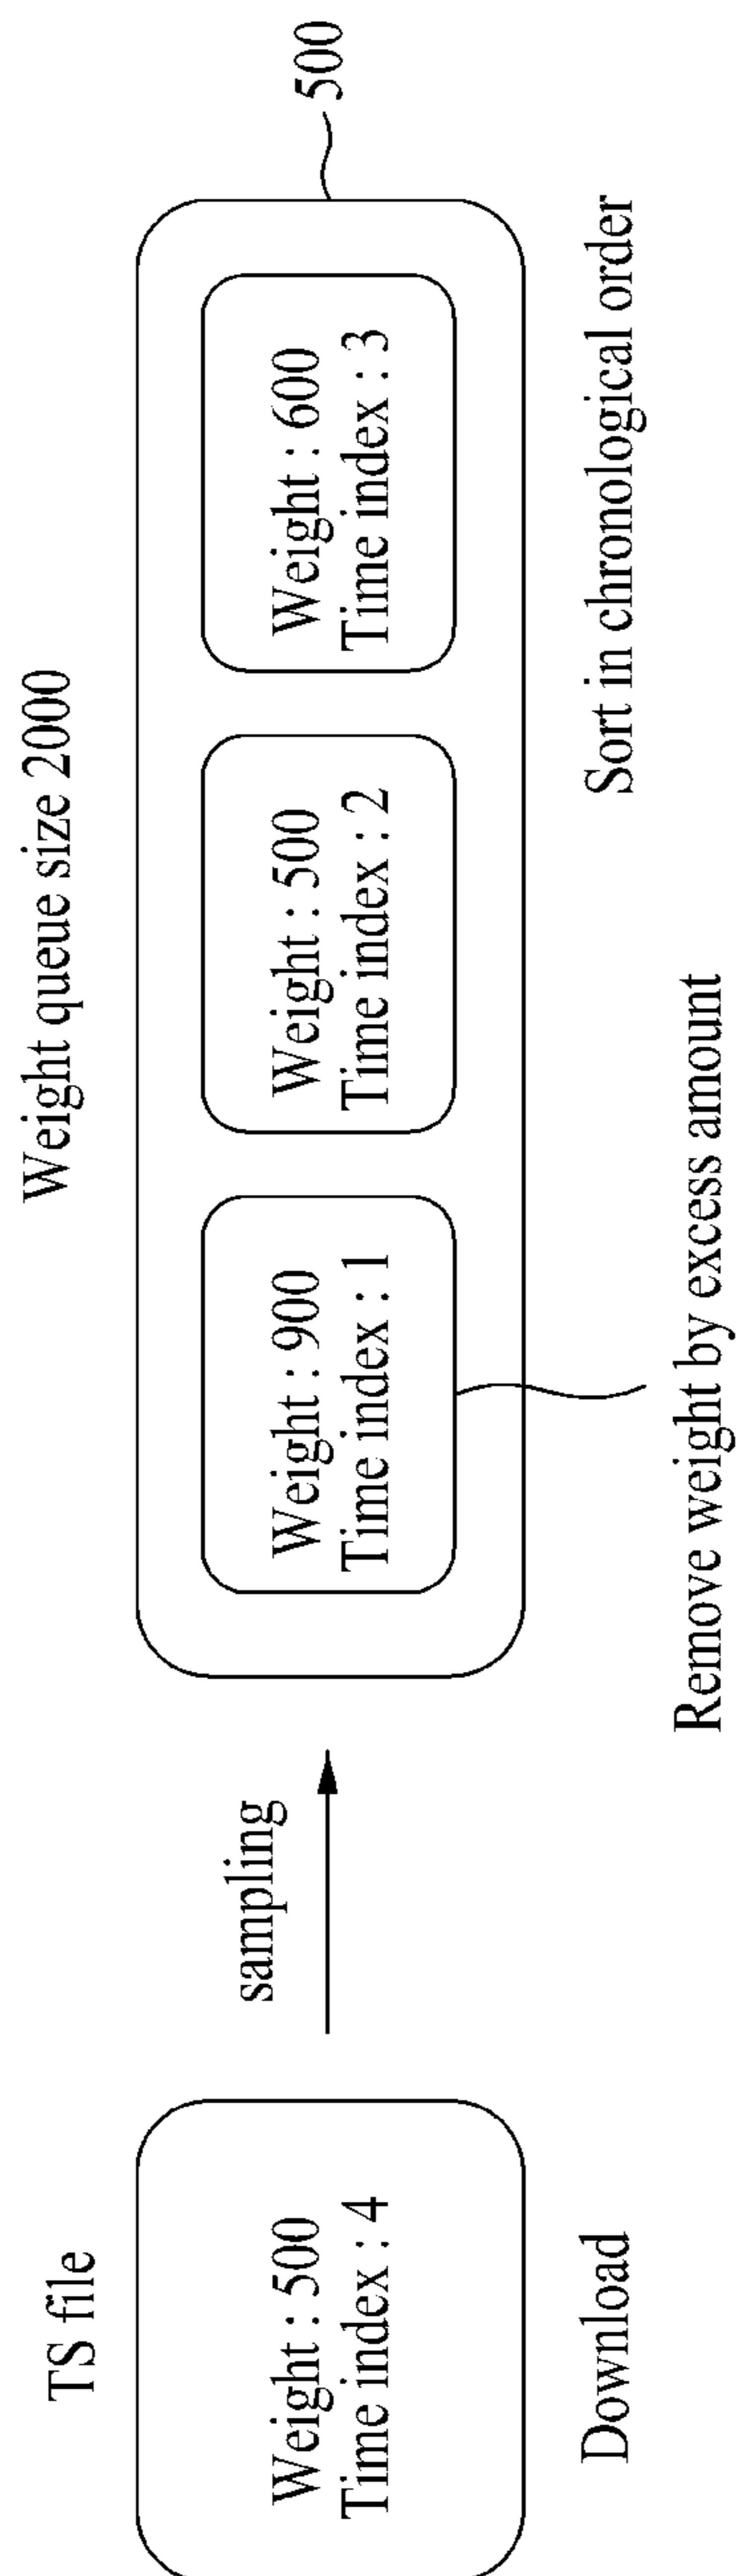 Weight queue size 2000
TS file
Weight : 500
Time index : 4
Download
sampling
Weight : 900
Time index : 1
Weight : 500
Time index : 2
Weight : 600
Time index : 3
500
Remove weight by excess amount
Sort in chronological order